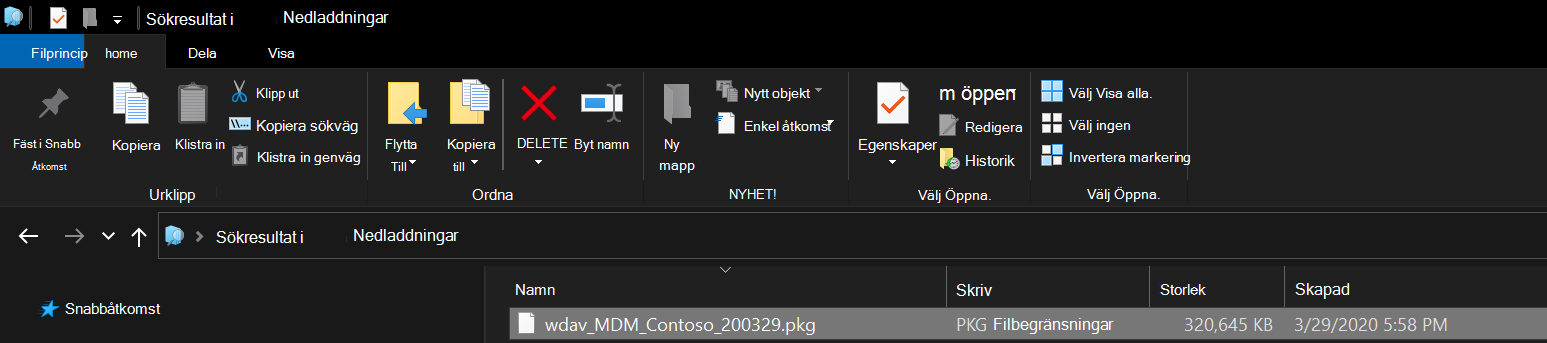 Sökresultat i Nedladdningar
Filprincip home Dela Visa
Fäst i Snabb
Åtkomst
Kopiera
Klistra in
Klipp ut
Kopiera sökväg
Klistra in genväg
Urklipp
Flytta
Till
Kopiera
till
DELETE
Byt namn
Ordna
Ny
mapp
Nytt objekt
Enkel åtkomst
NYHET!
Egenskaper
m öppen
Redigera
Historik
Välj Öppna.
Välj Visa alla.
Välj ingen
Invertera markering
Välj Öppna.
Sökresultat i Nedladdningar
Snabbåtkomst
Namn Skriv Storlek Skapad
wdav_MDM_Contoso_200329.pkg PKG Filbegränsningar 320,645 KB 3/29/2020 5:58 PM